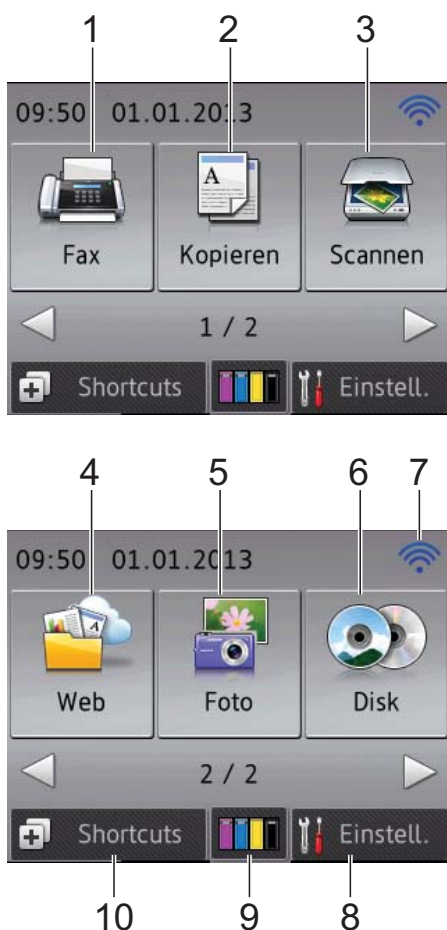 1 2 3
09:50 01.01.2013
Fax Kopieren Scannen
1 / 2
Shortcuts Einstell.
4 5 6 7
09:50 01.01.2013
Web Foto Disk
2 / 2
Shortcuts Einstell.
10 9 8